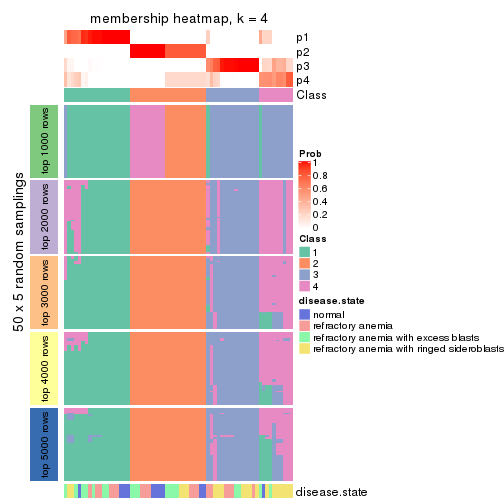 membership heatmap, k = 4
p1
p2
p3
p4
Class
50 x 5 random samplings
top 1000 rows
top 2000 rows
top 3000 rows
top 4000 rows
top 5000 rows
Prob
1
0.8
0.6
0.4
0.2
0
Class
1
2
3
4
disease.state
normal
refractory anemia
refractory anemia with excess blasts
refractory anemia with ringed sideroblasts
disease.state